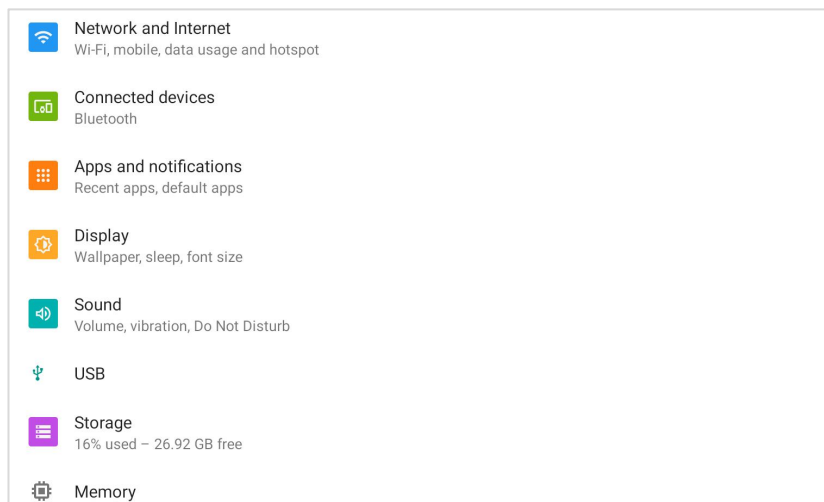 Network and Internet
Wi-Fi, mobile, data usage and hotspot
Connected devices
Bluetooth
Apps and notifications
Recent apps, default apps
Display
Wallpaper, sleep, font size
Sound
Volume, vibration, Do Not Disturb
USB
Storage
16% used – 26.92 GB free
Memory